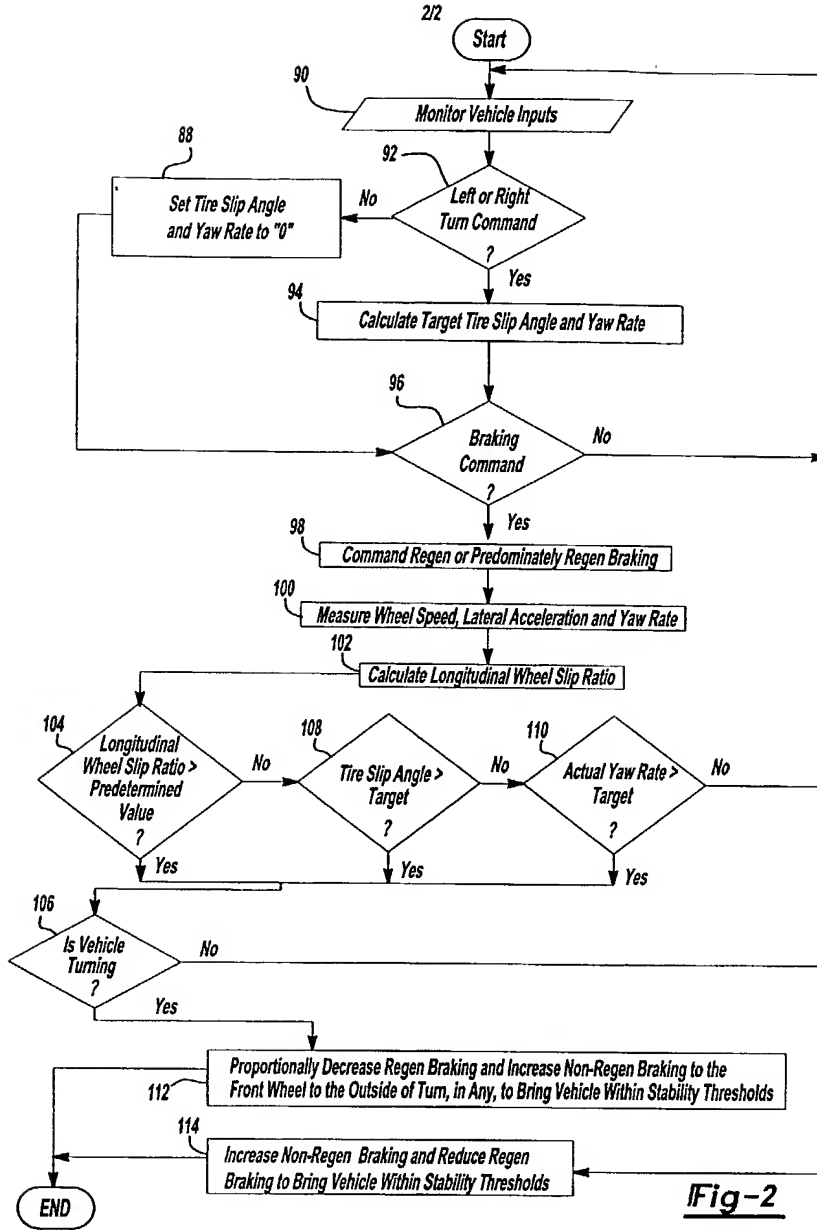 2/2
Start
90
Monitor Vehicle Inputs
88
92
Set Tire Slip Angle
and Yaw Rate to "0"
No
Left or Right
Turn Command
?
Yes
94
Calculate Target Tire Slip Angle and Yaw Rate
96
Braking
Command
?
No
Yes
98
Command Regen or Predominately Regen Braking
100
Measure Wheel Speed, Lateral Acceleration and Yaw Rate
102
Calculate Longitudinal Wheel Slip Ratio
104
Longitudinal
Wheel Slip Ratio >
Predetermined
Value
?
No
Yes
108
Tire Slip Angle >
Target
?
No
Yes
110
Actual Yaw Rate >
Target
?
No
Yes
106
Is Vehicle
Turning
?
No
Yes
112
Proportionally Decrease Regen Braking and Increase Non-Regen Braking to the
Front Wheel to the Outside of Turn, in Any, to Bring Vehicle Within Stability Thresholds
114
Increase Non-Regen Braking and Reduce Regen
Braking to Bring Vehicle Within Stability Thresholds
END
Fig-2